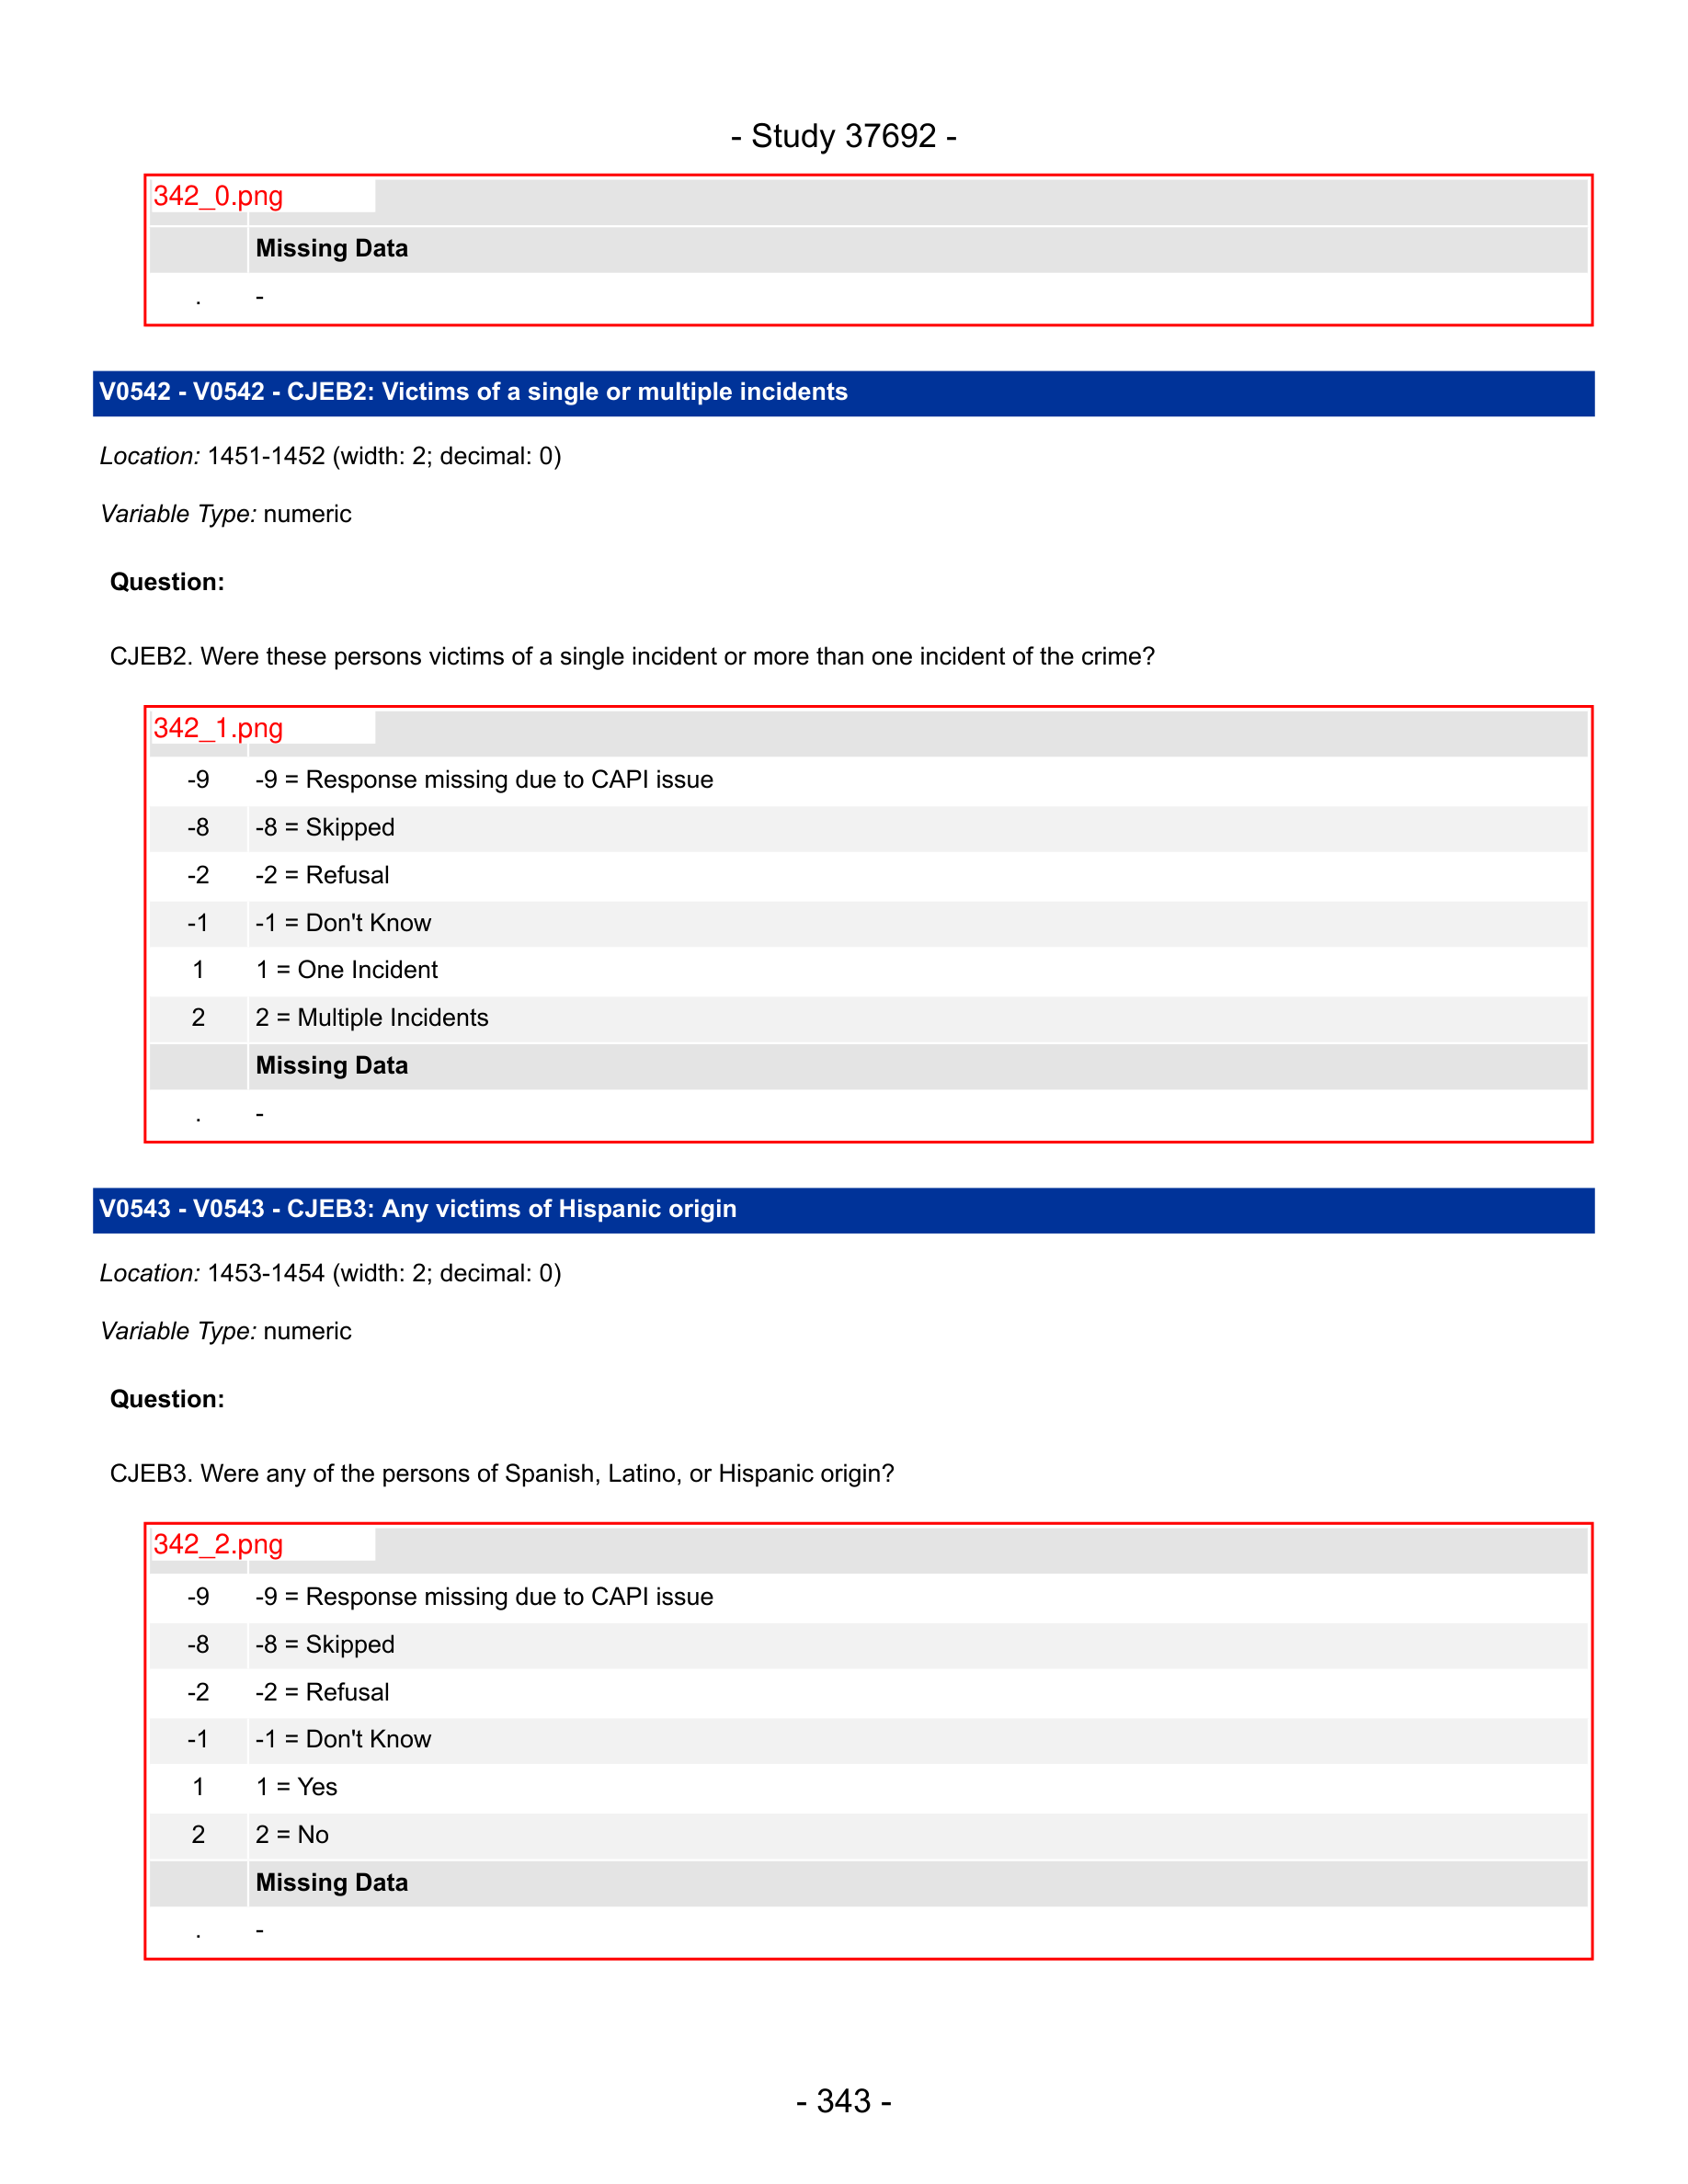 - Study 37692 -
342_0.png
Missing Data
. -
V0542 - V0542 - CJEB2: Victims of a single or multiple incidents
Location: 1451-1452 (width: 2; decimal: 0)
Variable Type: numeric
Question:
CJEB2. Were these persons victims of a single incident or more than one incident of the crime?
342_1.png
-9 -9 = Response missing due to CAPI issue
-8 -8 = Skipped
-2 -2 = Refusal
-1 -1 = Don't Know
1 1 = One Incident
2 2 = Multiple Incidents
Missing Data
. -
V0543 - V0543 - CJEB3: Any victims of Hispanic origin
Location: 1453-1454 (width: 2; decimal: 0)
Variable Type: numeric
Question:
CJEB3. Were any of the persons of Spanish, Latino, or Hispanic origin?
342_2.png
-9 -9 = Response missing due to CAPI issue
-8 -8 = Skipped
-2 -2 = Refusal
-1 -1 = Don't Know
1 1 = Yes
2 2 = No
Missing Data
. -
- 343 -